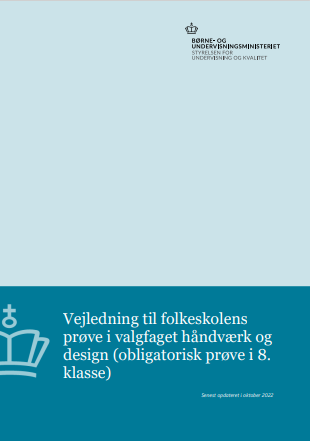 BØRNE- OG
UNDERVISNINGSMINISTERIET
STYRELSEN FOR
UNDERVISNING OG KVALITET
Vejledning til folkeskolens
prøve i valgfaget håndværk og
design (obligatorisk prøve i 8.
klasse)
Senest opdateret i oktober 2022